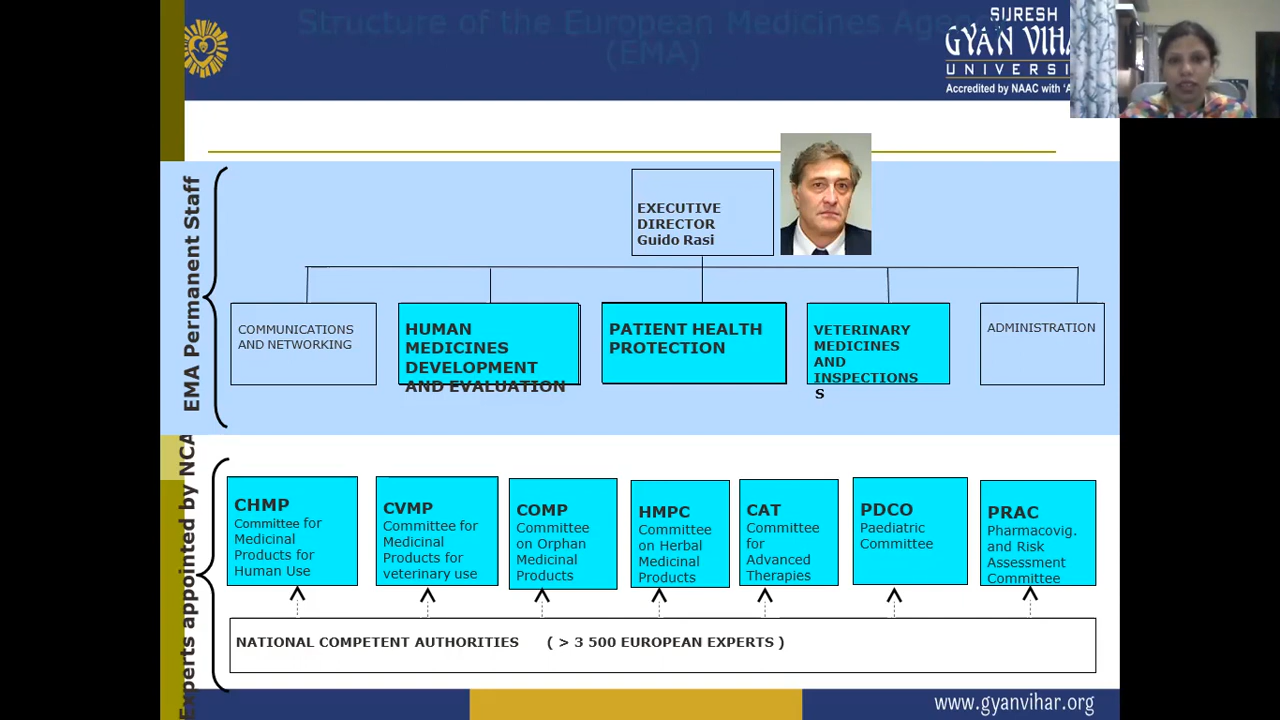 Structure of the European Medicines Age
(EMA)
SURESH
GYAN VIHA
UNIVERSI
Accredited by NAAC with 'A
EMA Permanent Staff
EXECUTIVE
DIRECTOR
Guido Rasi
COMMUNICATIONS
AND NETWORKING
HUMAN
MEDICINES
DEVELOPMENT
AND EVALUATION
PATIENT HEALTH
PROTECTION
VETERINARY
MEDICINES
AND
INSPECTIONS
S
ADMINISTRATION
Experts appointed by NCA
CHMP
Committee for
Medicinal
Products for
Human Use
CVMP
Committee for
Medicinal
Products for
veterinary use
COMP
Committee
on Orphan
Medicinal
Products
HMPC
Committee
on Herbal
Medicinal
Products
CAT
Committee
for
Advanced
Therapies
PDCO
Paediatric
Committee
PRAC
Pharmacovig.
and Risk
Assessment
Committee
NATIONAL COMPETENT AUTHORITIES ( > 3 500 EUROPEAN EXPERTS )
www.gyanvihar.org